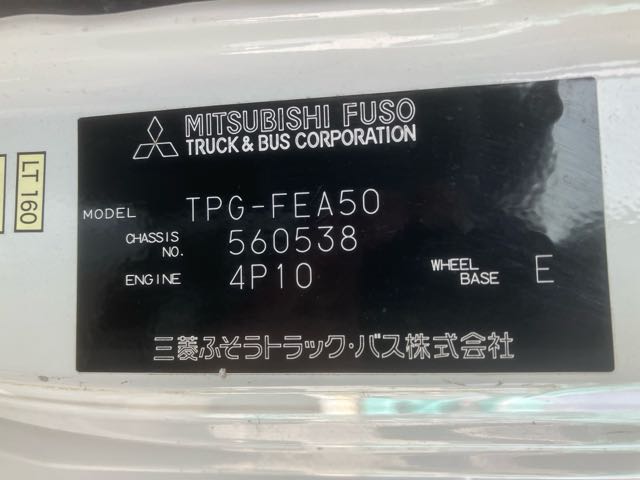 MITSUBISHI FUSO
TRUCK & BUS CORPORATION
MODEL TPG-FEA50
CHASSIS NO. 560538
ENGINE 4P10
WHEEL BASE E
三菱ふそうトラック・バス株式会社
LT 160